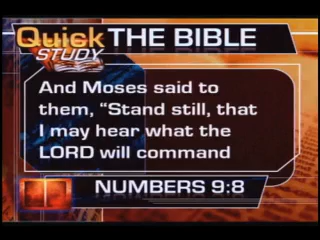 Quick THE BIBLE
STUDY
And Moses said to
them, “Stand still, that
I may hear what the
LORD will command
NUMBERS 9:8